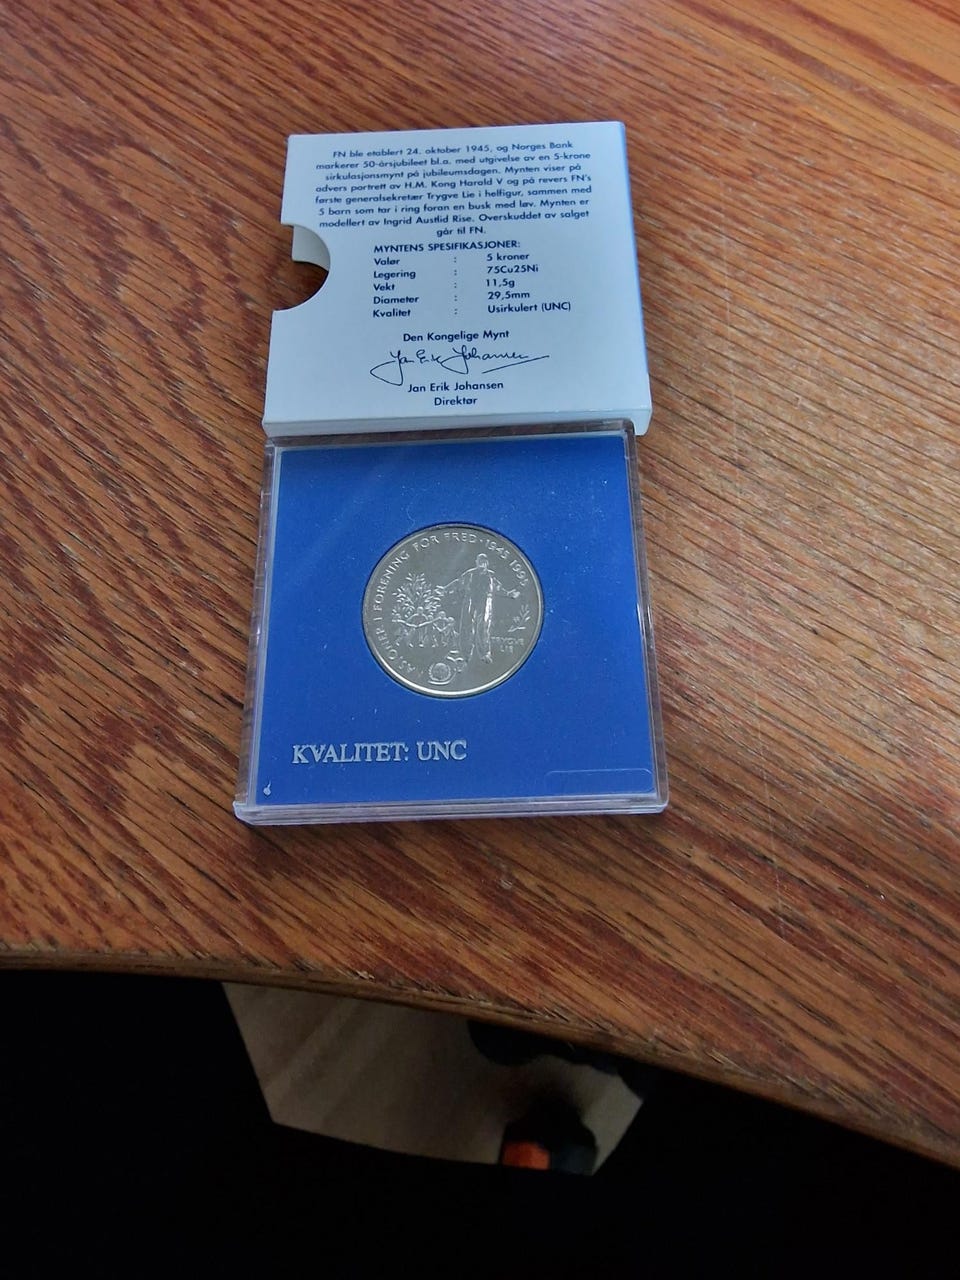 FN ble etablert 24. oktober 1945, og Norges Bank
markerer 50-årsjubileet bl.a. med utgivelse av en 5-krone
sirkulasjonsmynt på jubileumsdagen. Mynten viser på
advers portrett av H.M. Kong Harald V og på revers FN's
første generalsekretær Trygve Lie i helfigur, sammen med
5 barn som tar i ring foran en busk med løv. Mynten er
modellert av Ingrid Austlid Rise. Overskuddet av salget
går til FN.
MYNTENS SPESIFIKASJONER:
Valør : 5 kroner
Legering : 75Cu25Ni
Vekt : 11,5g
Diameter : 29,5mm
Kvalitet : Usirkulert (UNC)
Den Kongelige Mynt
Jan Erik Johansen
Jan Erik Johansen
Direktør
NASJONER I FORENING FOR FRED · 1945 1995
TRYGVE
LIE
KVALITET: UNC